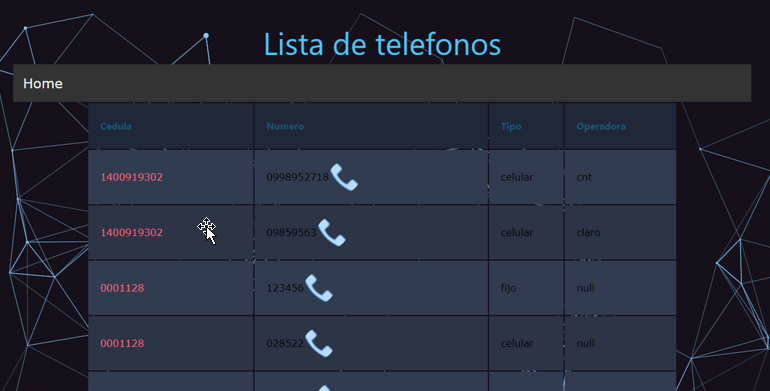 Lista de telefonos
Home
Cedula Numero Tipo Operadora
1400919302 0998952718 celular cnt
1400919302 09859563 celular claro
0001128 123456 fijo null
0001128 028522 celular null